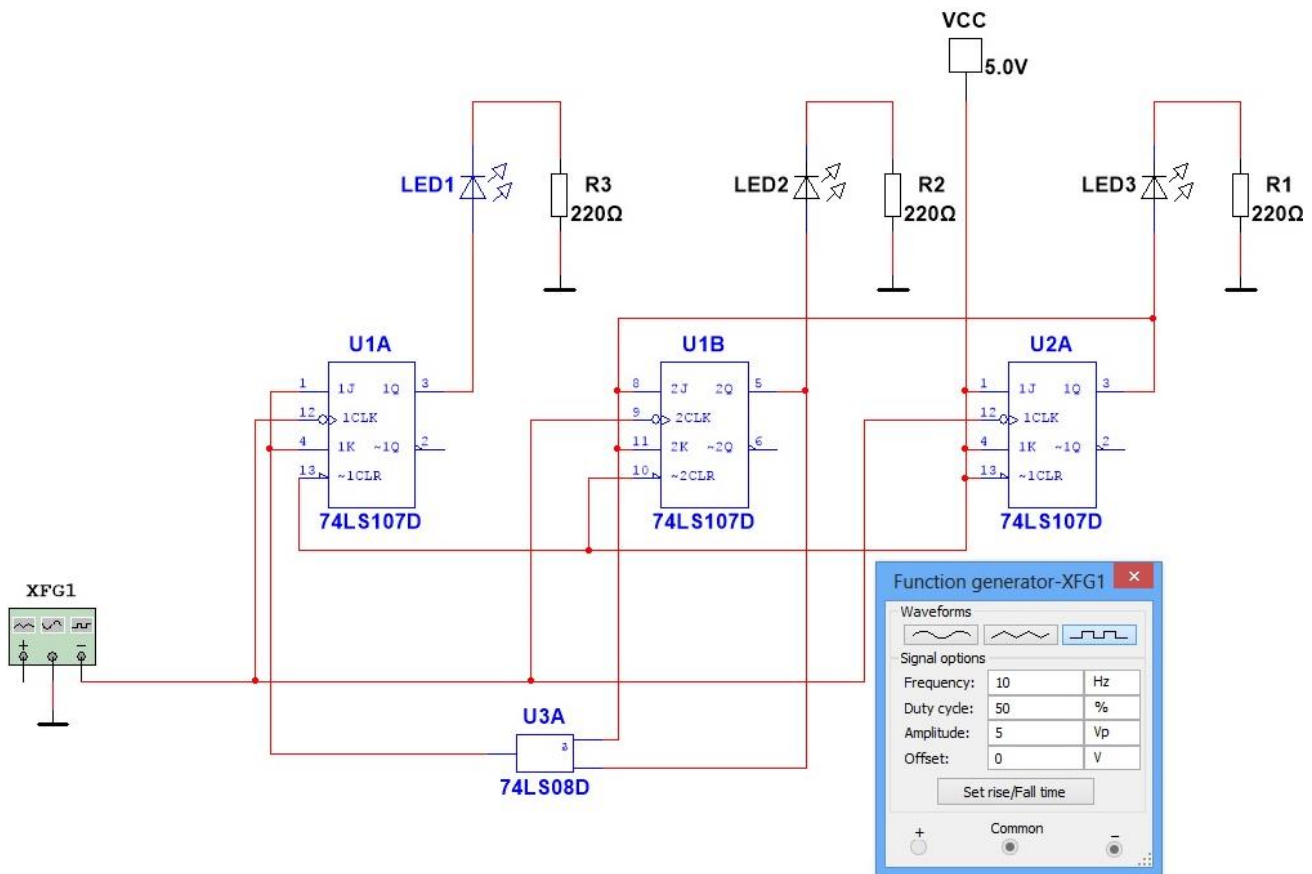 VCC
5.0V
LED1
R3
220Ω
LED2
R2
220Ω
LED3
R1
220Ω
U1A
1 1J 1Q 3
12 1CLK
4 1K ~1Q 2
13 ~1CLR
74LS107D
U1B
8 2J 2Q 5
9 2CLK
11 2K ~2Q 6
10 ~2CLR
74LS107D
U2A
1 1J 1Q 3
12 1CLK
4 1K ~1Q 2
13 ~1CLR
74LS107D
XFG1
+ −
U3A
74LS08D
Function generator-XFG1
Waveforms
Signal options
Frequency: 10 Hz
Duty cycle: 50 %
Amplitude: 5 Vp
Offset: 0 V
Set rise/Fall time
+ Common −